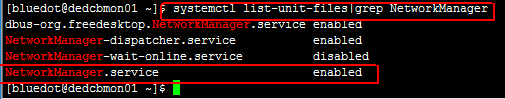 [bluedot@dedcbmon01 ~]$ systemctl list-unit-files|grep NetworkManager
dbus-org.freedesktop.NetworkManager.service enabled
NetworkManager-dispatcher.service enabled
NetworkManager-wait-online.service disabled
NetworkManager.service enabled
[bluedot@dedcbmon01 ~]$